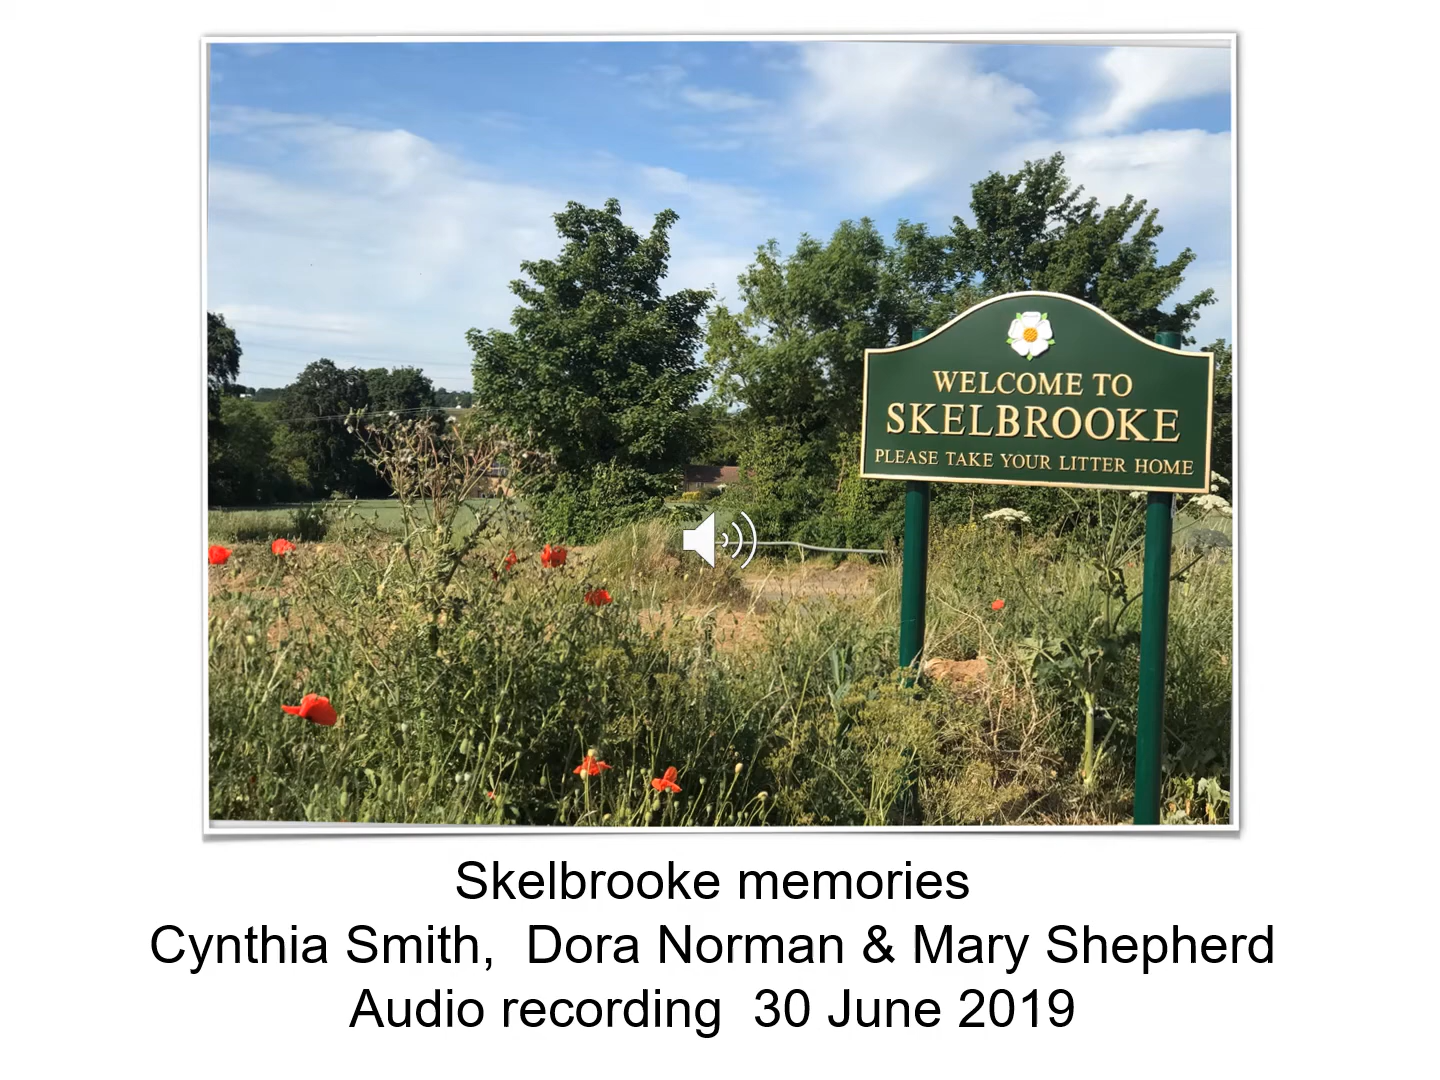 WELCOME TO
SKELBROOKE
PLEASE TAKE YOUR LITTER HOME
Skelbrooke memories
Cynthia Smith,  Dora Norman & Mary Shepherd
Audio recording  30 June 2019